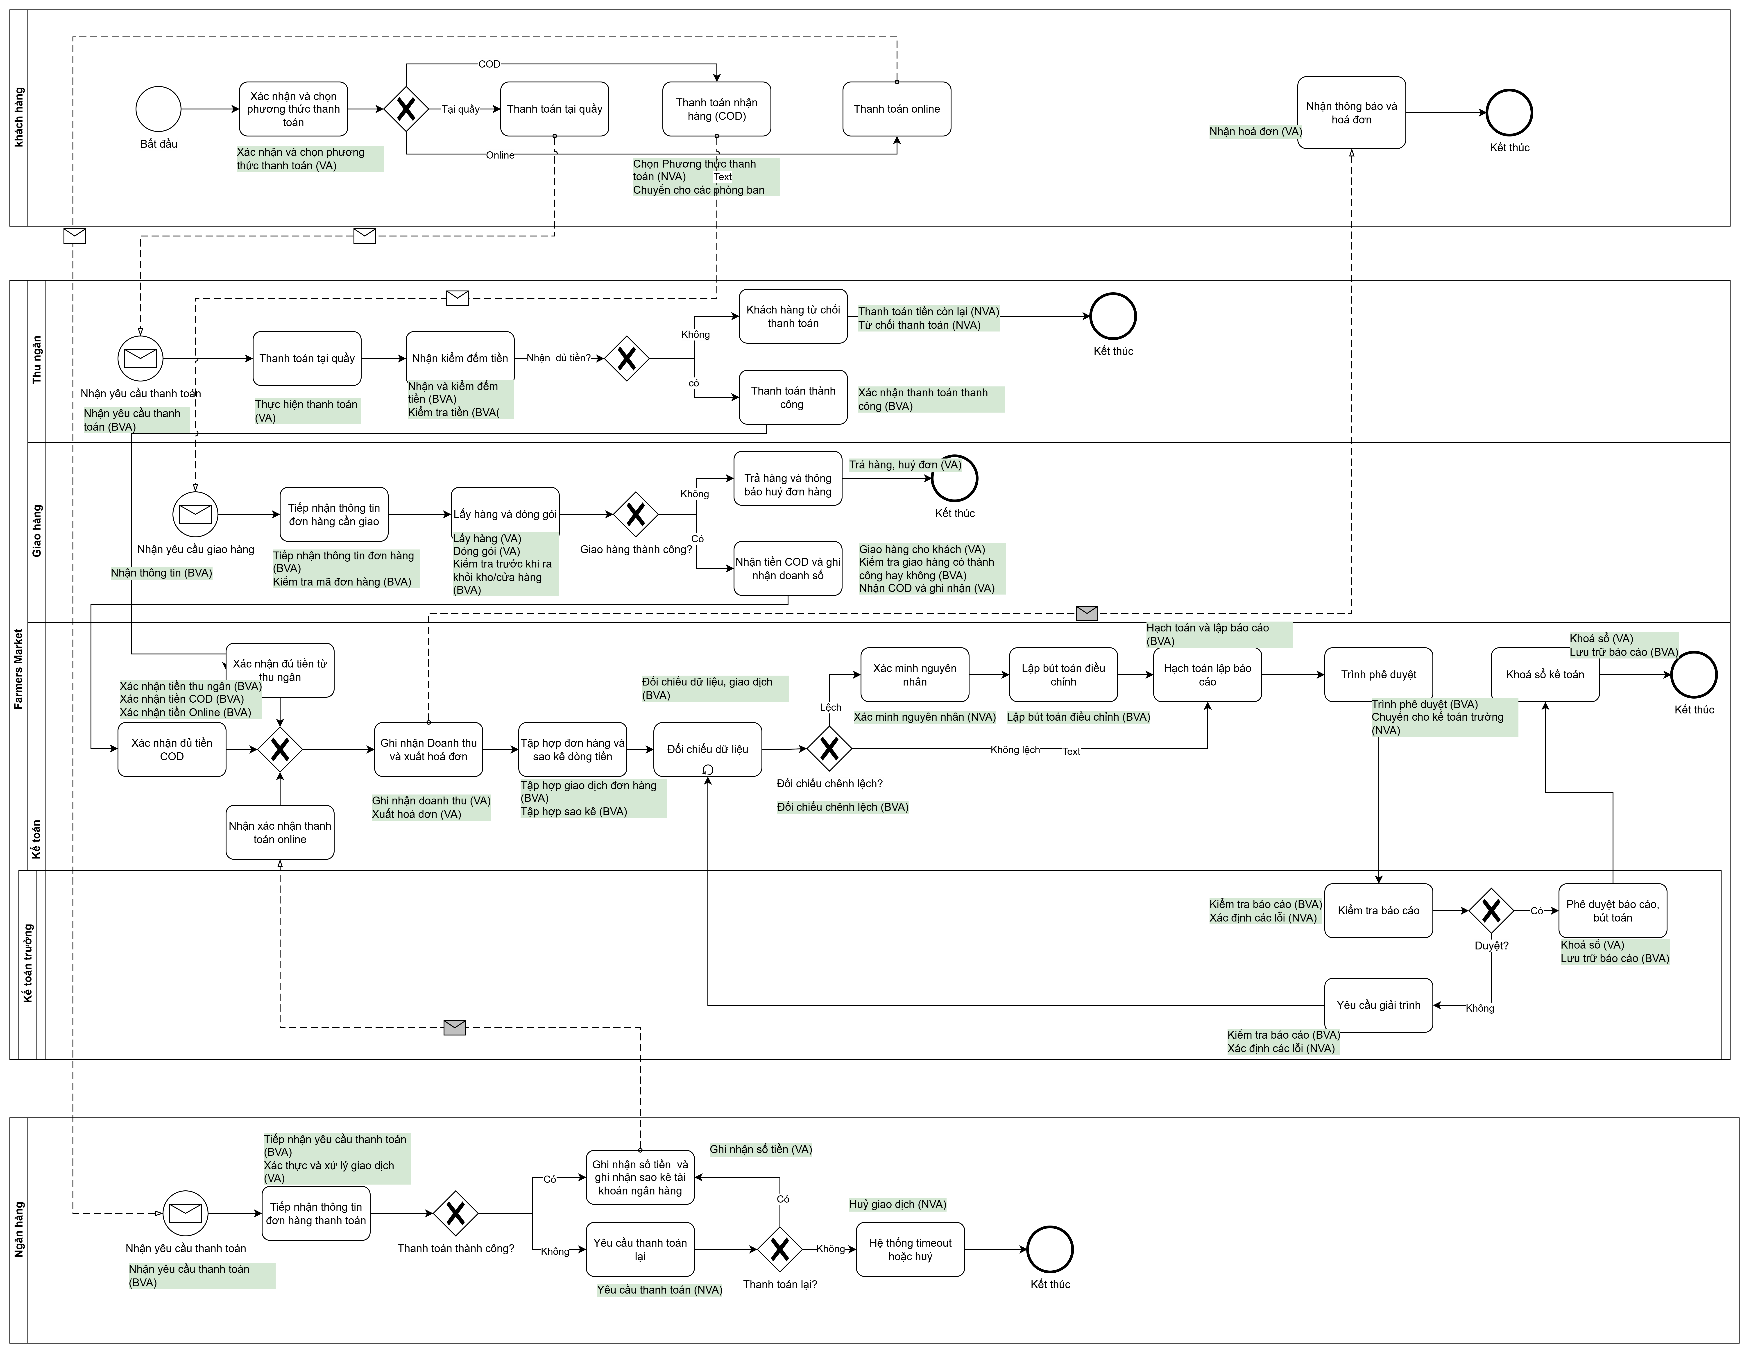 khách hàng
Bắt đầu
Xác nhận và chọn
phương thức thanh
toán
Xác nhận và chọn phương
thức thanh toán (VA)
COD
Tại quầy
Online
Thanh toán tại quầy
Thanh toán nhận
hàng (COD)
Chọn Phương thức thanh
toán (NVA)
Text
Chuyển cho các phòng ban
Thanh toán online
Nhận hoá đơn (VA)
Nhận thông báo và
hoá đơn
Kết thúc
Farmers Market
Thu ngân
Nhận yêu cầu thanh toán
Nhận yêu cầu thanh
toán (BVA)
Thanh toán tại quầy
Thực hiện thanh toán
(VA)
Nhận kiểm đếm tiền
Nhận và kiểm đếm
tiền (BVA)
Kiểm tra tiền (BVA(
Nhận đủ tiền?
Không
có
Khách hàng từ chối
thanh toán
Thanh toán tiền còn lại (NVA)
Từ chối thanh toán (NVA)
Kết thúc
Thanh toán thành
công
Xác nhận thanh toán thanh
công (BVA)
Giao hàng
Nhận yêu cầu giao hàng
Nhận thông tin (BVA)
Tiếp nhận thông tin
đơn hàng cần giao
Tiếp nhận thông tin đơn hàng
(BVA)
Kiểm tra mã đơn hàng (BVA)
Lấy hàng và đóng gói
Lấy hàng (VA)
Đóng gói (VA)
Kiểm tra trước khi ra
khỏi kho/cửa hàng
(BVA)
Giao hàng thành công?
Không
Có
Trả hàng và thông
báo huỷ đơn hàng
Trả hàng, huỷ đơn (VA)
Kết thúc
Nhận tiền COD và ghi
nhận doanh số
Giao hàng cho khách (VA)
Kiểm tra giao hàng có thành
công hay không (BVA)
Nhận COD và ghi nhận (VA)
Kế toán
Xác nhận đủ tiền từ
thu ngân
Xác nhận tiền thu ngân (BVA)
Xác nhận tiền COD (BVA)
Xác nhận tiền Online (BVA)
Xác nhận đủ tiền
COD
Nhận xác nhận thanh
toán online
Ghi nhận Doanh thu
và xuất hoá đơn
Ghi nhận doanh thu (VA)
Xuất hoá đơn (VA)
Tập hợp đơn hàng và
sao kê dòng tiền
Tập hợp giao dịch đơn hàng
(BVA)
Tập hợp sao kê (BVA)
Đối chiếu dữ liệu, giao dịch
(BVA)
Đối chiếu dữ liệu
Đối chiếu chênh lệch?
Đối chiếu chênh lệch (BVA)
Lệch
Không lệch
Text
Xác minh nguyên
nhân
Xác minh nguyên nhân (NVA)
Lập bút toán điều
chỉnh
Lập bút toán điều chỉnh (BVA)
Hạch toán và lập báo cáo
(BVA)
Hạch toán lập báo
cáo
Trình phê duyệt
Trình phê duyệt (BVA)
Chuyển cho kế toán trưởng
(NVA)
Khoá sổ kế toán
Khoá sổ (VA)
Lưu trữ báo cáo (BVA)
Kết thúc
Kế toán trưởng
Kiểm tra báo cáo (BVA)
Xác định các lỗi (NVA)
Kiểm tra báo cáo
Duyệt?
Có
Không
Phê duyệt báo cáo,
bút toán
Khoá sổ (VA)
Lưu trữ báo cáo (BVA)
Yêu cầu giải trình
Kiểm tra báo cáo (BVA)
Xác định các lỗi (NVA)
Ngân hàng
Nhận yêu cầu thanh toán
Nhận yêu cầu thanh toán
(BVA)
Tiếp nhận yêu cầu thanh toán
(BVA)
Xác thực và xử lý giao dịch
(VA)
Tiếp nhận thông tin
đơn hàng thanh toán
Thanh toán thành công?
Có
Không
Ghi nhận số tiền và
ghi nhận sao kê tài
khoản ngân hàng
Ghi nhận số tiền (VA)
Yêu cầu thanh toán
lại
Yêu cầu thanh toán (NVA)
Thanh toán lại?
Có
Không
Huỷ giao dịch (NVA)
Hệ thống timeout
hoặc huỷ
Kết thúc